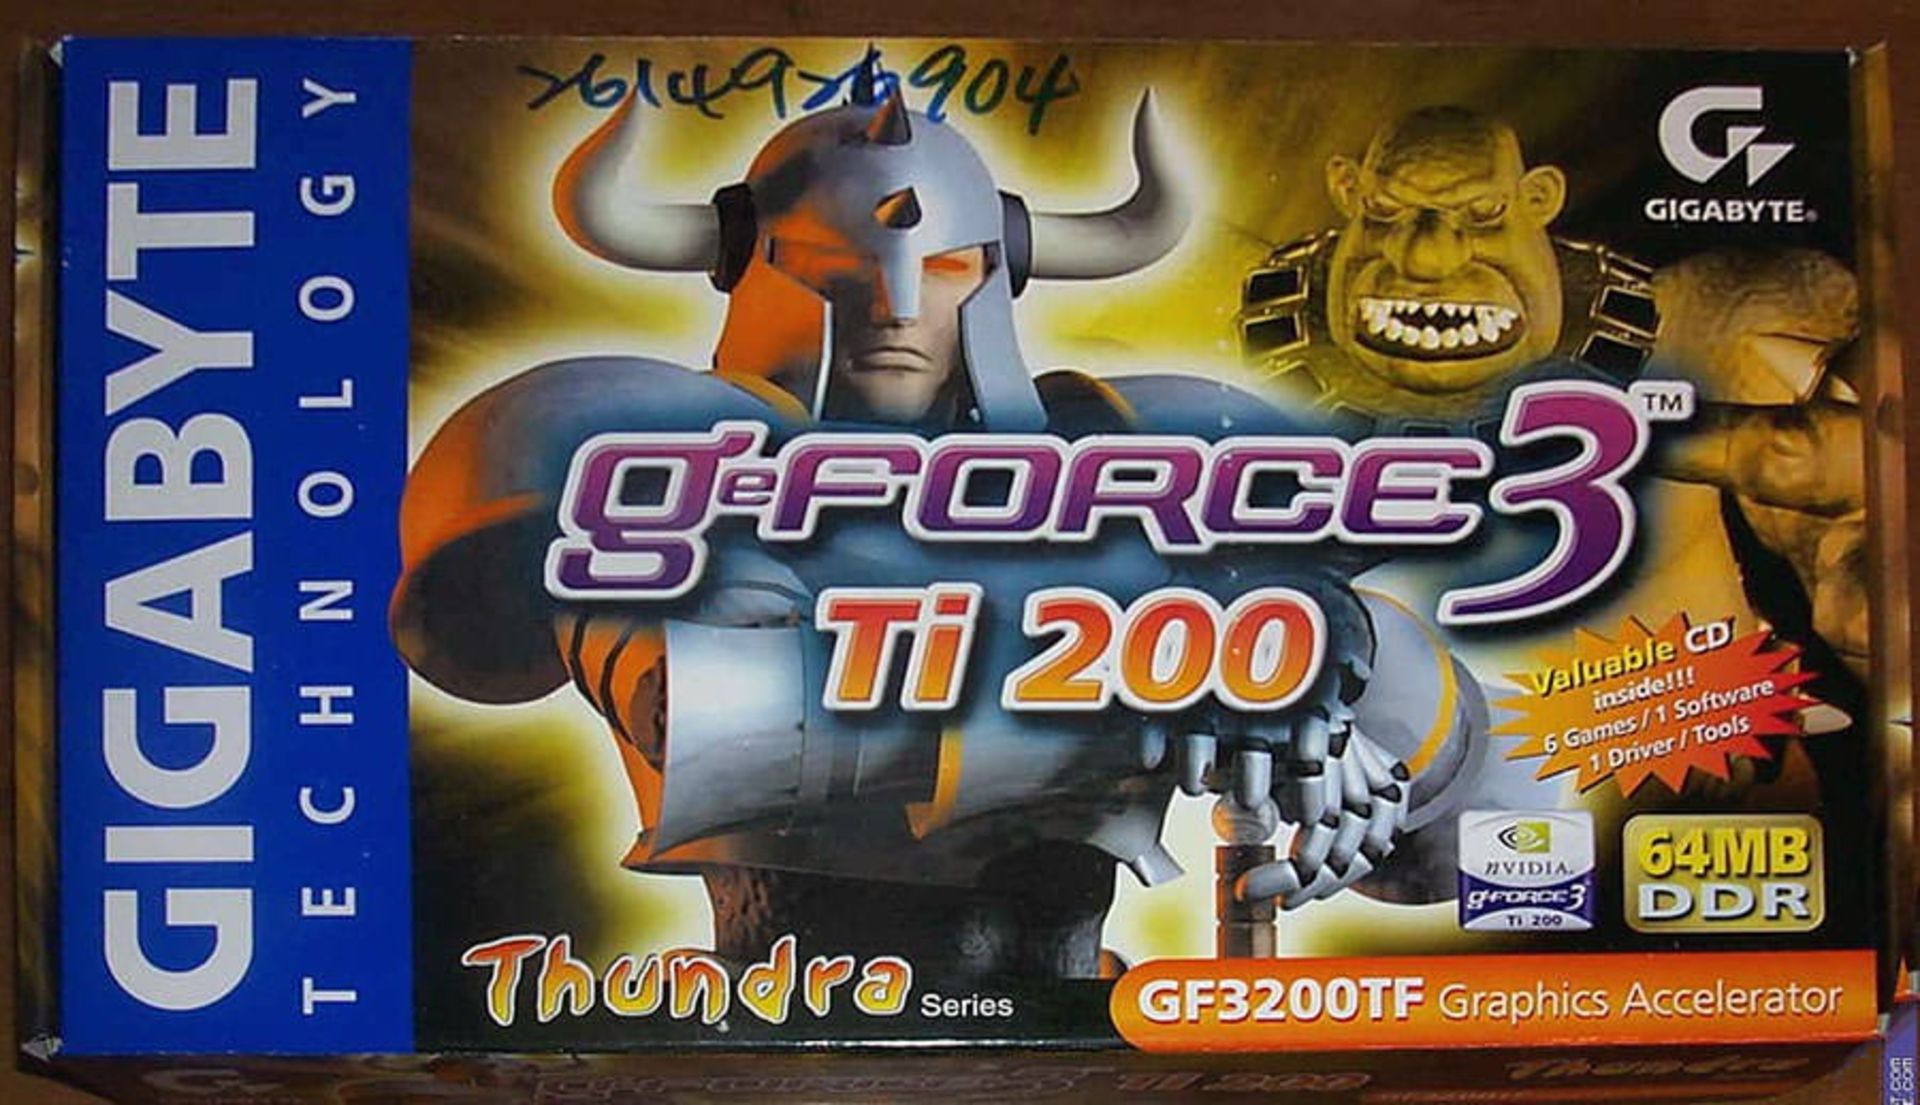 GIGABYTE
TECHNOLOGY
GIGABYTE
geFORCE3™
Ti 200
Valuable CD
inside!!!
6 Games / 1 Software
1 Driver / Tools
nVIDIA.
geFORCE3
Ti 200
64MB
DDR
Thundra Series
GF3200TF Graphics Accelerator